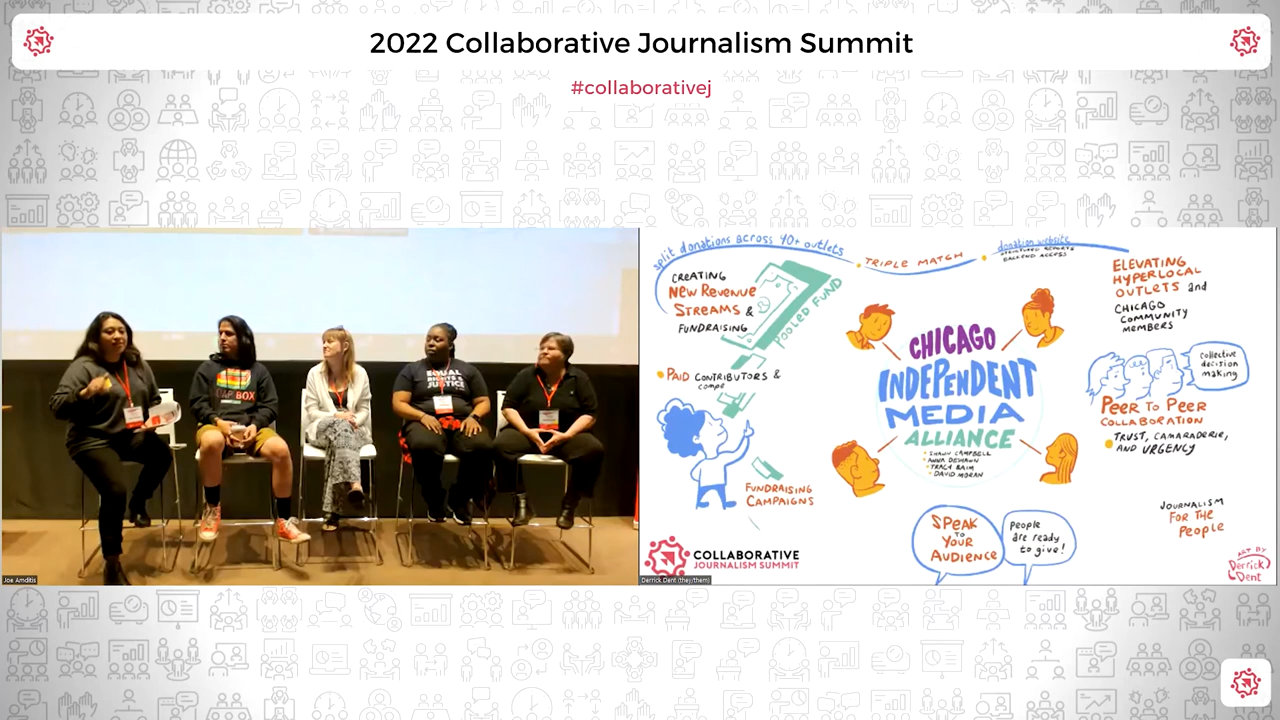 2022 Collaborative Journalism Summit
#collaborativej
EQUAL
RIGHTS &
JUSTICE
Joe Amditis
split donations across 40+ outlets
TRIPLE MATCH
donation website
BACKEND ACCESS
CREATING
NEW REVENUE
STREAMS &
FUNDRAISING
POOLED FUND
PAID CONTRIBUTORS &
compe
FUNDRAISING
CAMPAIGNS
CHICAGO
INDEPENDENT
MEDIA
ALLIANCE
SHAWN CAMPBELL
ANNA DESHAWN
TRACY BAIM
DAVID MORAN
ELEVATING
HYPERLOCAL
OUTLETS and
CHICAGO
COMMUNITY
MEMBERS
collective
decision
making
PEER TO PEER
COLLABORATION
TRUST, CAMARADERIE,
AND URGENCY
SPEAK
TO
YOUR
AUDIENCE
People
are ready
to give!
JOURNALISM
FOR THE
PEOPLE
ART BY
Derrick
Dent
COLLABORATIVE
JOURNALISM SUMMIT
Derrick Dent (they/them)